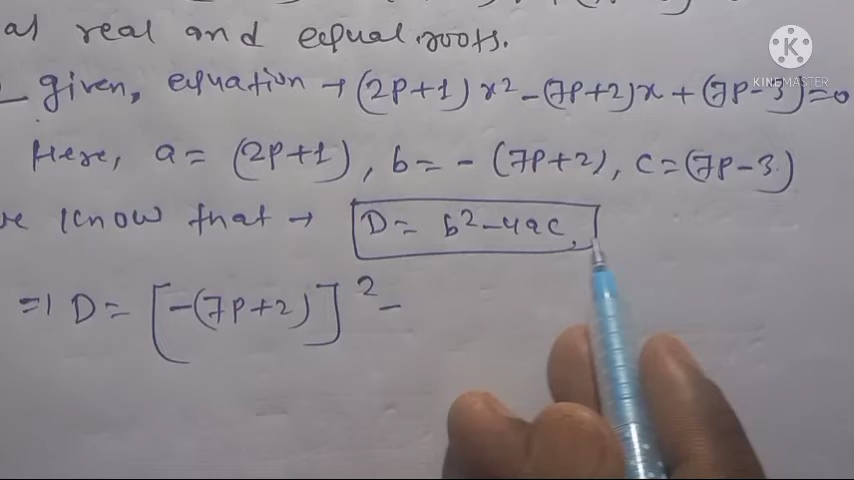 real and equal roots.
given, equation → (2P+1)x² - (7P+2)x + (7P-3)=0
Here, a = (2P+1), b = - (7P+2), c = (7P-3)
know that → D = b²-4ac,
D = [-(7P+2)]² -
K
KINEMASTER